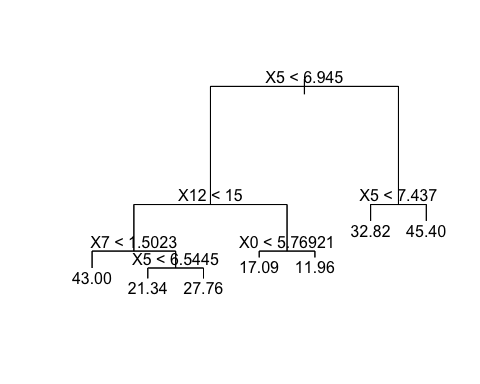 X5 < 6.945
X12 < 15
X5 < 7.437
32.82 45.40
X7 < 1.5023
X0 < 5.76921
X5 < 6.5445
17.09 11.96
43.00
21.34 27.76